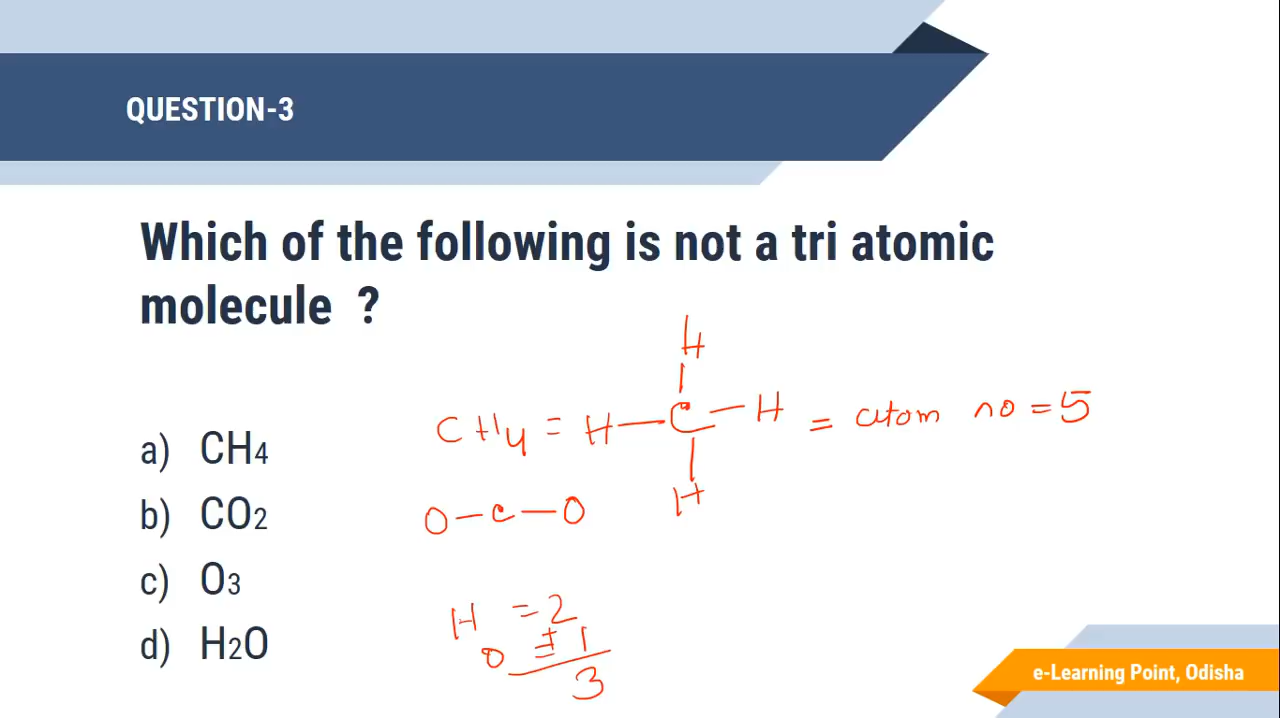 QUESTION-3
Which of the following is not a tri atomic
molecule ?
H
CH4 = H — C — H = atom no = 5
H
a) CH4
b) CO2
O — C — O
c) O3
d) H2O
H = 2
O = + 1
3
e-Learning Point, Odisha